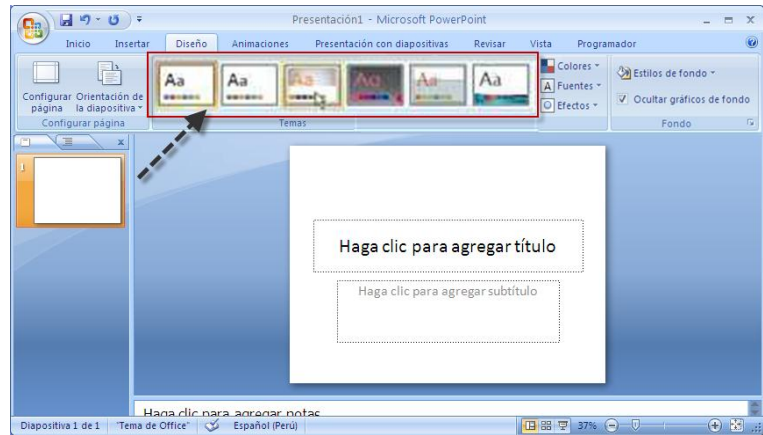 Presentación1 - Microsoft PowerPoint
Inicio Insertar Diseño Animaciones Presentación con diapositivas Revisar Vista Programador
Aa Aa Aa Aa Aa Aa
Colores
Fuentes
Efectos
Estilos de fondo
Ocultar gráficos de fondo
Configurar página
Orientación de la diapositiva
Configurar página Temas Fondo
1
Haga clic para agregar título
Haga clic para agregar subtítulo
Haga clic para agregar notas
Diapositiva 1 de 1 "Tema de Office" Español (Perú) 37%